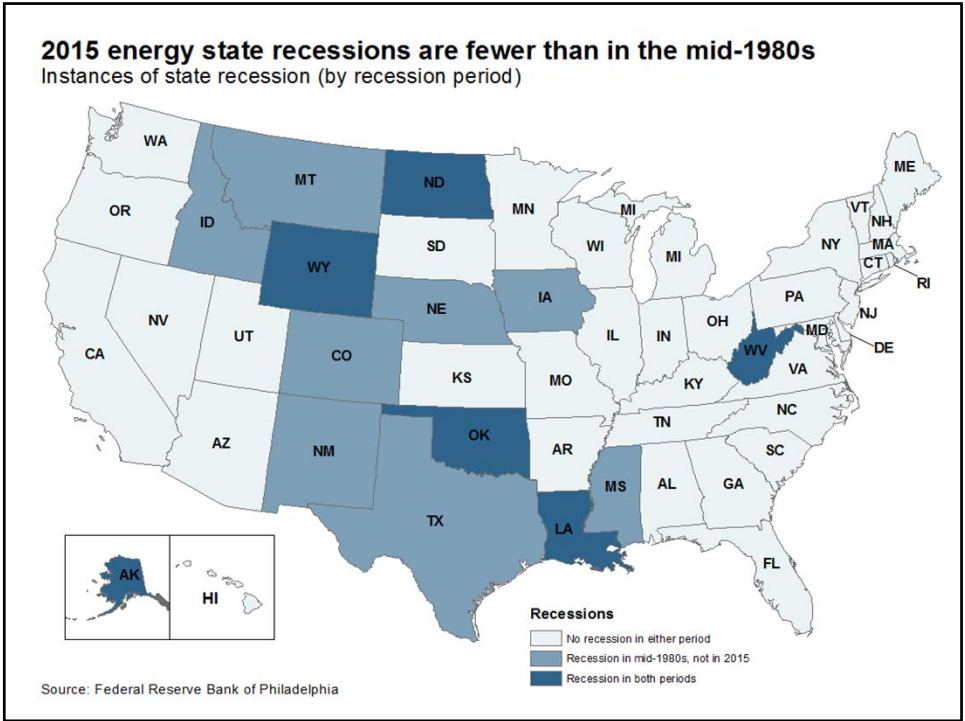 2015 energy state recessions are fewer than in the mid-1980s
Instances of state recession (by recession period)
WA
MT
ND
MN
ME
OR
ID
SD
WI
MI
MI
VT
NH
NY
MA
CT
RI
WY
NE
IA
PA
NJ
NV
UT
CO
IL
IN
OH
WV
MD
DE
VA
CA
KS
MO
KY
NC
TN
AZ
NM
OK
AR
SC
MS
AL
GA
TX
LA
FL
AK
HI
Recessions
No recession in either period
Recession in mid-1980s, not in 2015
Recession in both periods
Source: Federal Reserve Bank of Philadelphia